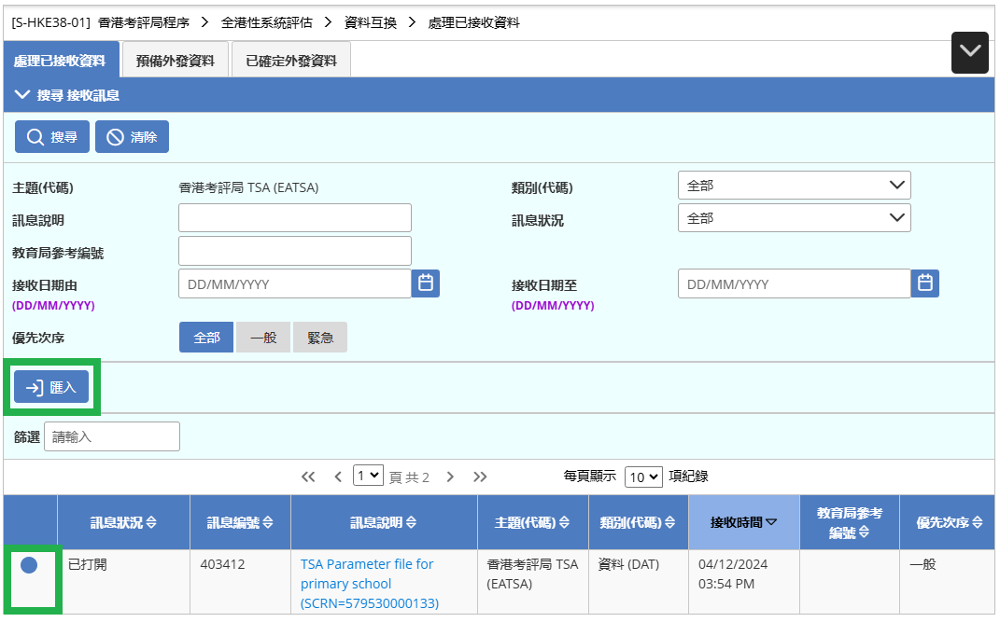 [S-HKE38-01] 香港考評局程序 > 全港性系統評估 > 資料互換 > 處理已接收資料
處理已接收資料 預備外發資料 已確定外發資料
搜尋 接收訊息
搜尋 清除
主題(代碼) 香港考評局 TSA (EATSA) 類別(代碼) 全部
訊息說明 訊息狀況 全部
教育局參考編號
接收日期由 DD/MM/YYYY 接收日期至 DD/MM/YYYY
(DD/MM/YYYY) (DD/MM/YYYY)
優先次序 全部 一般 緊急
匯入
篩選 請輸入
1 頁 共 2 每頁顯示 10 項紀錄
訊息狀況 訊息編號 訊息說明 主題(代碼) 類別(代碼) 接收時間 教育局參考 優先次序
編號
已打開 403412 TSA Parameter file for 香港考評局 TSA 資料 (DAT) 04/12/2024 一般
primary school (EATSA) 03:54 PM
(SCRN=579530000133)